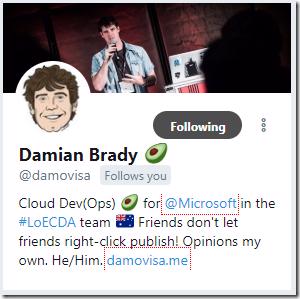 Following
Damian Brady 🥑
@damovisa Follows you
Cloud Dev(Ops) 🥑 for @Microsoft in the
#LoECDA team 🇦🇺 Friends don't let
friends right-click publish! Opinions my
own. He/Him. damovisa.me